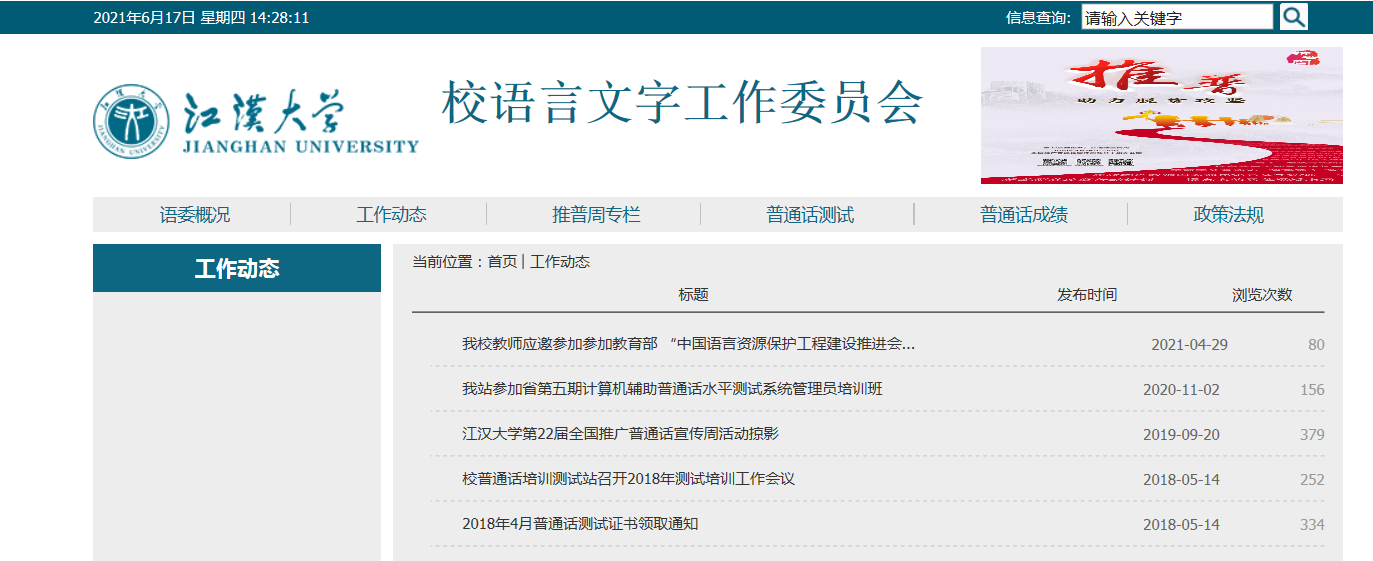 2021年6月17日 星期四 14:28:11
信息查询: 请输入关键字
江漢大学
JIANGHAN UNIVERSITY
校语言文字工作委员会
推普
助力脱贫攻坚
语委概况 工作动态 推普周专栏 普通话测试 普通话成绩 政策法规
工作动态
当前位置：首页 | 工作动态
标题 发布时间 浏览次数
我校教师应邀参加参加教育部 “中国语言资源保护工程建设推进会... 2021-04-29 80
我站参加省第五期计算机辅助普通话水平测试系统管理员培训班 2020-11-02 156
江汉大学第22届全国推广普通话宣传周活动掠影 2019-09-20 379
校普通话培训测试站召开2018年测试培训工作会议 2018-05-14 252
2018年4月普通话测试证书领取通知 2018-05-14 334